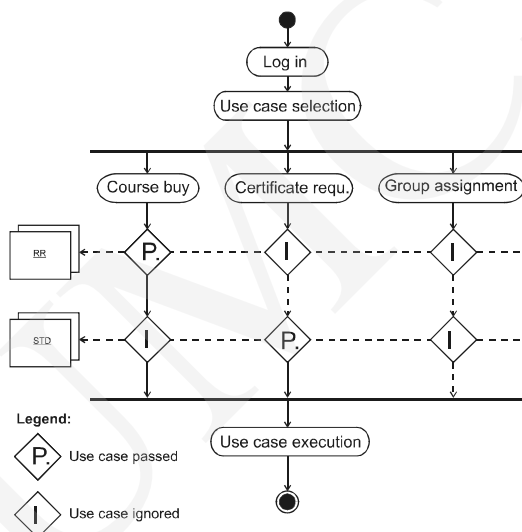 Log in
Use case selection
Course buy
Certificate requ.
Group assignment
RR
P.
I
I
STD
I
P.
I
Legend:
Use case execution
P.
Use case passed
I
Use case ignored